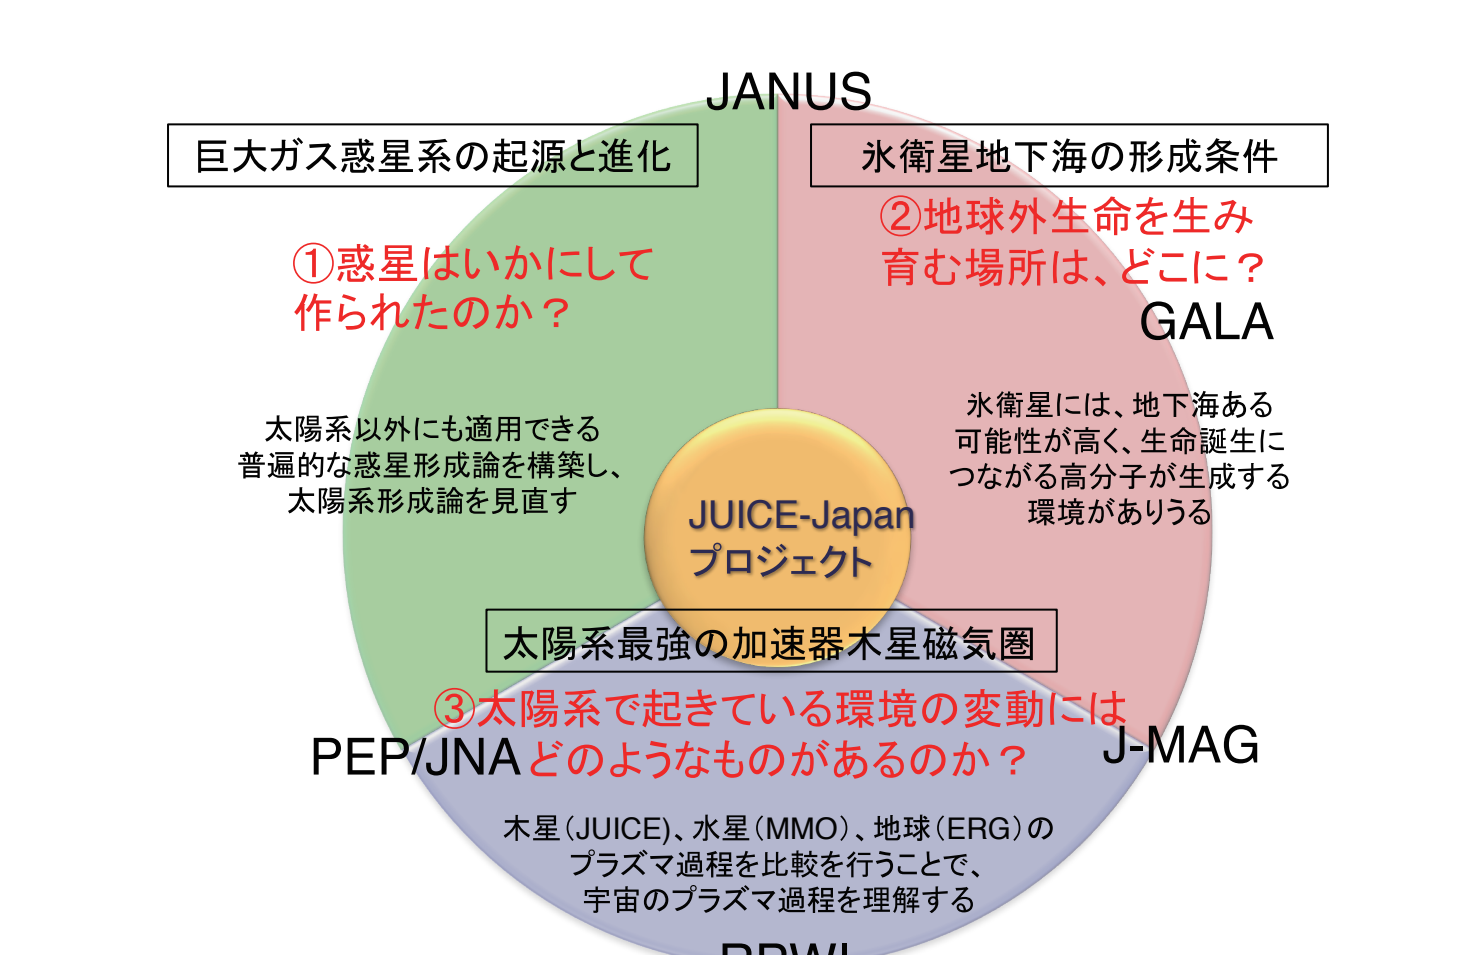 JANUS
巨大ガス惑星系の起源と進化
①惑星はいかにして
作られたのか？
太陽系以外にも適用できる
普遍的な惑星形成論を構築し、
太陽系形成論を見直す
氷衛星地下海の形成条件
②地球外生命を生み
育む場所は、どこに？
GALA
氷衛星には、地下海ある
可能性が高く、生命誕生に
つながる高分子が生成する
環境がありうる
JUICE-Japan
プロジェクト
太陽系最強の加速器木星磁気圏
③太陽系で起きている環境の変動には
どのようなものがあるのか？
PEP/JNA
J-MAG
木星（JUICE)、水星（MMO）、地球（ERG）の
プラズマ過程を比較を行うことで、
宇宙のプラズマ過程を理解する